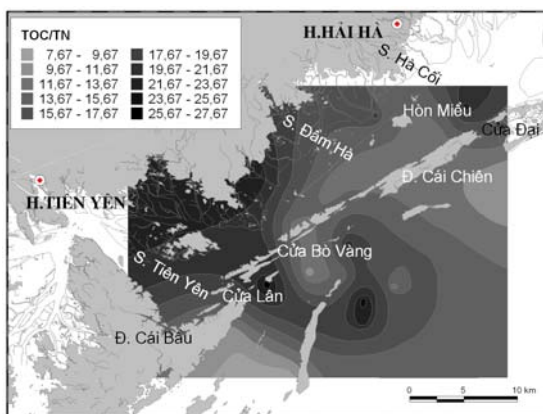 TOC/TN
7,67 - 9,67
9,67 - 11,67
11,67 - 13,67
13,67 - 15,67
15,67 - 17,67
17,67 - 19,67
19,67 - 21,67
21,67 - 23,67
23,67 - 25,67
25,67 - 27,67
H.HẢI HÀ
S. Hà Cối
Hòn Miều
Cửa Đại
S. Đầm Hà
Đ. Cái Chiên
H.TIÊN YÊN
Cửa Bò Vàng
S. Tiên Yên
Cửa Lân
Đ. Cái Bầu
0 5 10 km